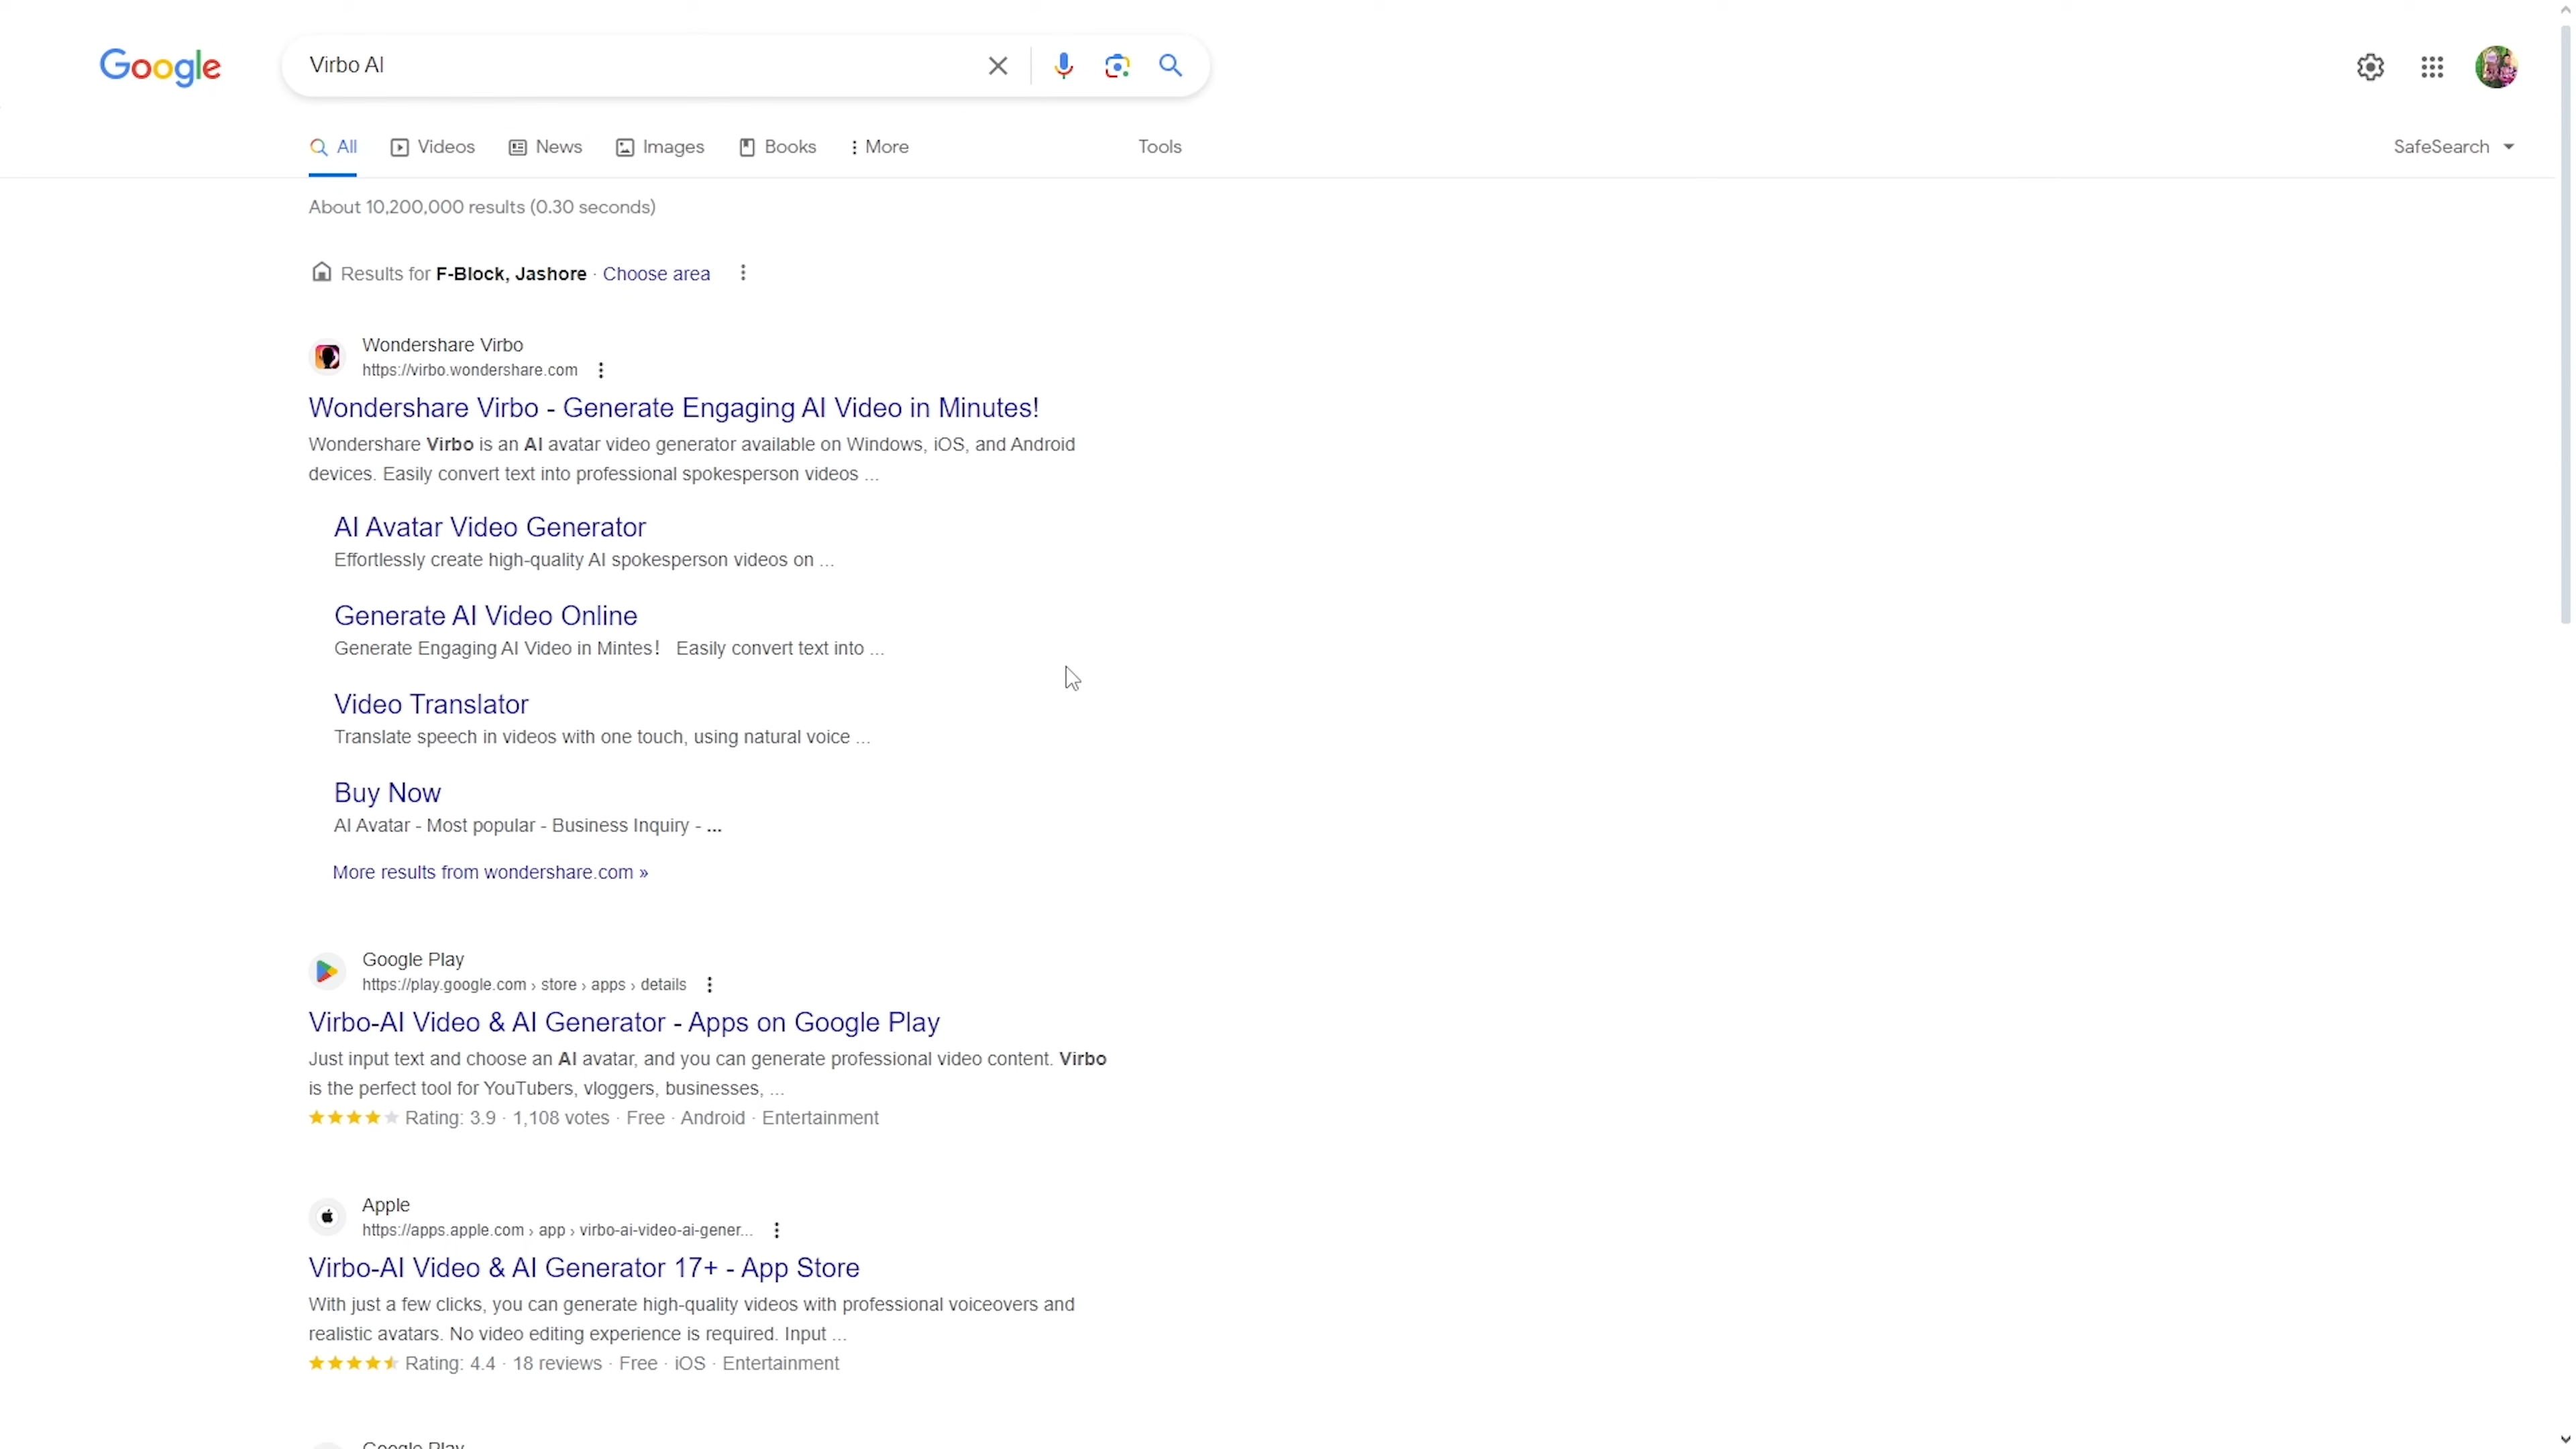 Google
Virbo AI
All Videos News Images Books More Tools SafeSearch
About 10,200,000 results (0.30 seconds)
Results for F-Block, Jashore · Choose area
Wondershare Virbo
https://virbo.wondershare.com
Wondershare Virbo - Generate Engaging AI Video in Minutes!
Wondershare Virbo is an AI avatar video generator available on Windows, iOS, and Android
devices. Easily convert text into professional spokesperson videos ...
AI Avatar Video Generator
Effortlessly create high-quality AI spokesperson videos on ...
Generate AI Video Online
Generate Engaging AI Video in Mintes! Easily convert text into ...
Video Translator
Translate speech in videos with one touch, using natural voice ...
Buy Now
AI Avatar - Most popular - Business Inquiry - ...
More results from wondershare.com »
Google Play
https://play.google.com › store › apps › details
Virbo-AI Video & AI Generator - Apps on Google Play
Just input text and choose an AI avatar, and you can generate professional video content. Virbo
is the perfect tool for YouTubers, vloggers, businesses, ...
Rating: 3.9 · 1,108 votes · Free · Android · Entertainment
Apple
https://apps.apple.com › app › virbo-ai-video-ai-gener...
Virbo-AI Video & AI Generator 17+ - App Store
With just a few clicks, you can generate high-quality videos with professional voiceovers and
realistic avatars. No video editing experience is required. Input ...
Rating: 4.4 · 18 reviews · Free · iOS · Entertainment
Google Play